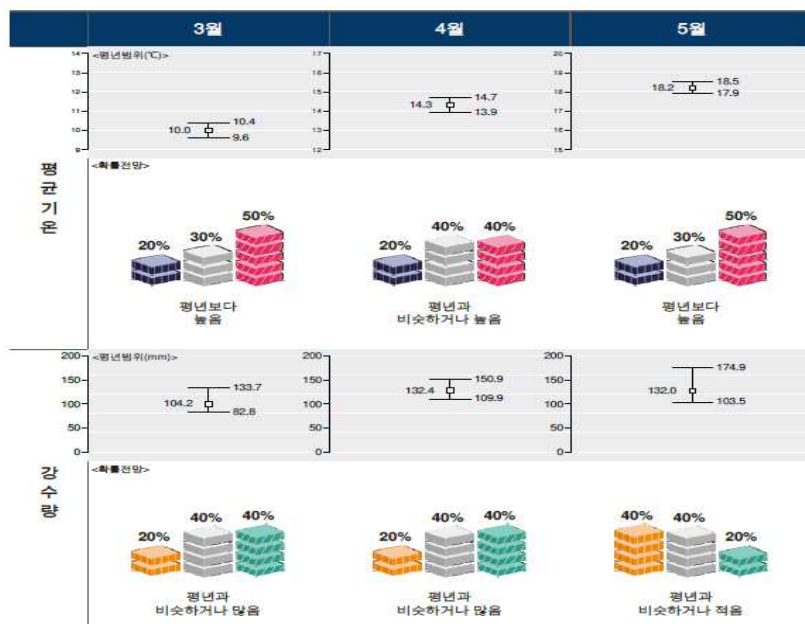 3월 4월 5월
평균기온
<평년범위(℃)>
14 13 12 11 10 9
10.4
10.0
9.6
17 16 15 14 13 12
14.7
14.3
13.9
20 19 18 17 16 15
18.5
18.2
17.9
<확률전망>
20% 30% 50%
평년보다
높음
20% 40% 40%
평년과
비슷하거나 높음
20% 30% 50%
평년보다
높음
강수량
<평년범위(mm)>
200 150 100 50 0
133.7
104.2
82.8
200 150 100 50 0
150.9
132.4
109.9
200 150 100 50 0
174.9
132.0
103.5
<확률전망>
20% 40% 40%
평년과
비슷하거나 많음
20% 40% 40%
평년과
비슷하거나 많음
40% 40% 20%
평년과
비슷하거나 적음